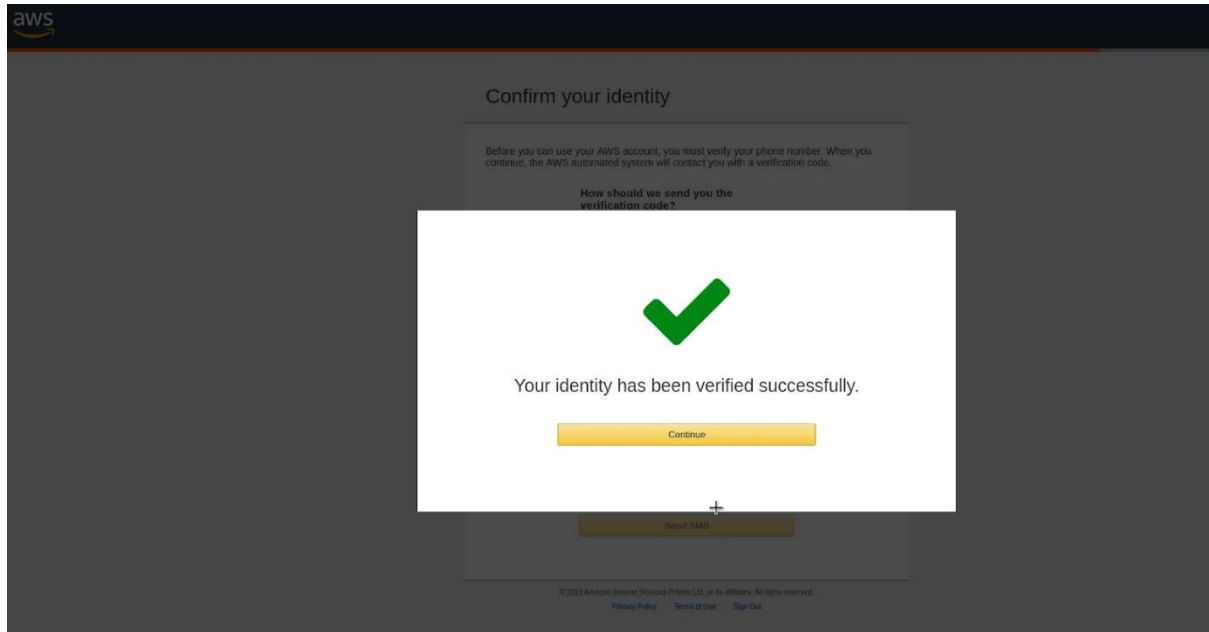 aws
Confirm your identity
Before you can use your AWS account, you must verify your phone number. When you
continue, the AWS automated system will contact you with a verification code.
How should we send you the
verification code?
Your identity has been verified successfully.
Continue
Send SMS
© 2019 Amazon Internet Services Private Ltd. or its affiliates. All rights reserved.
Privacy Policy Terms of Use Sign Out